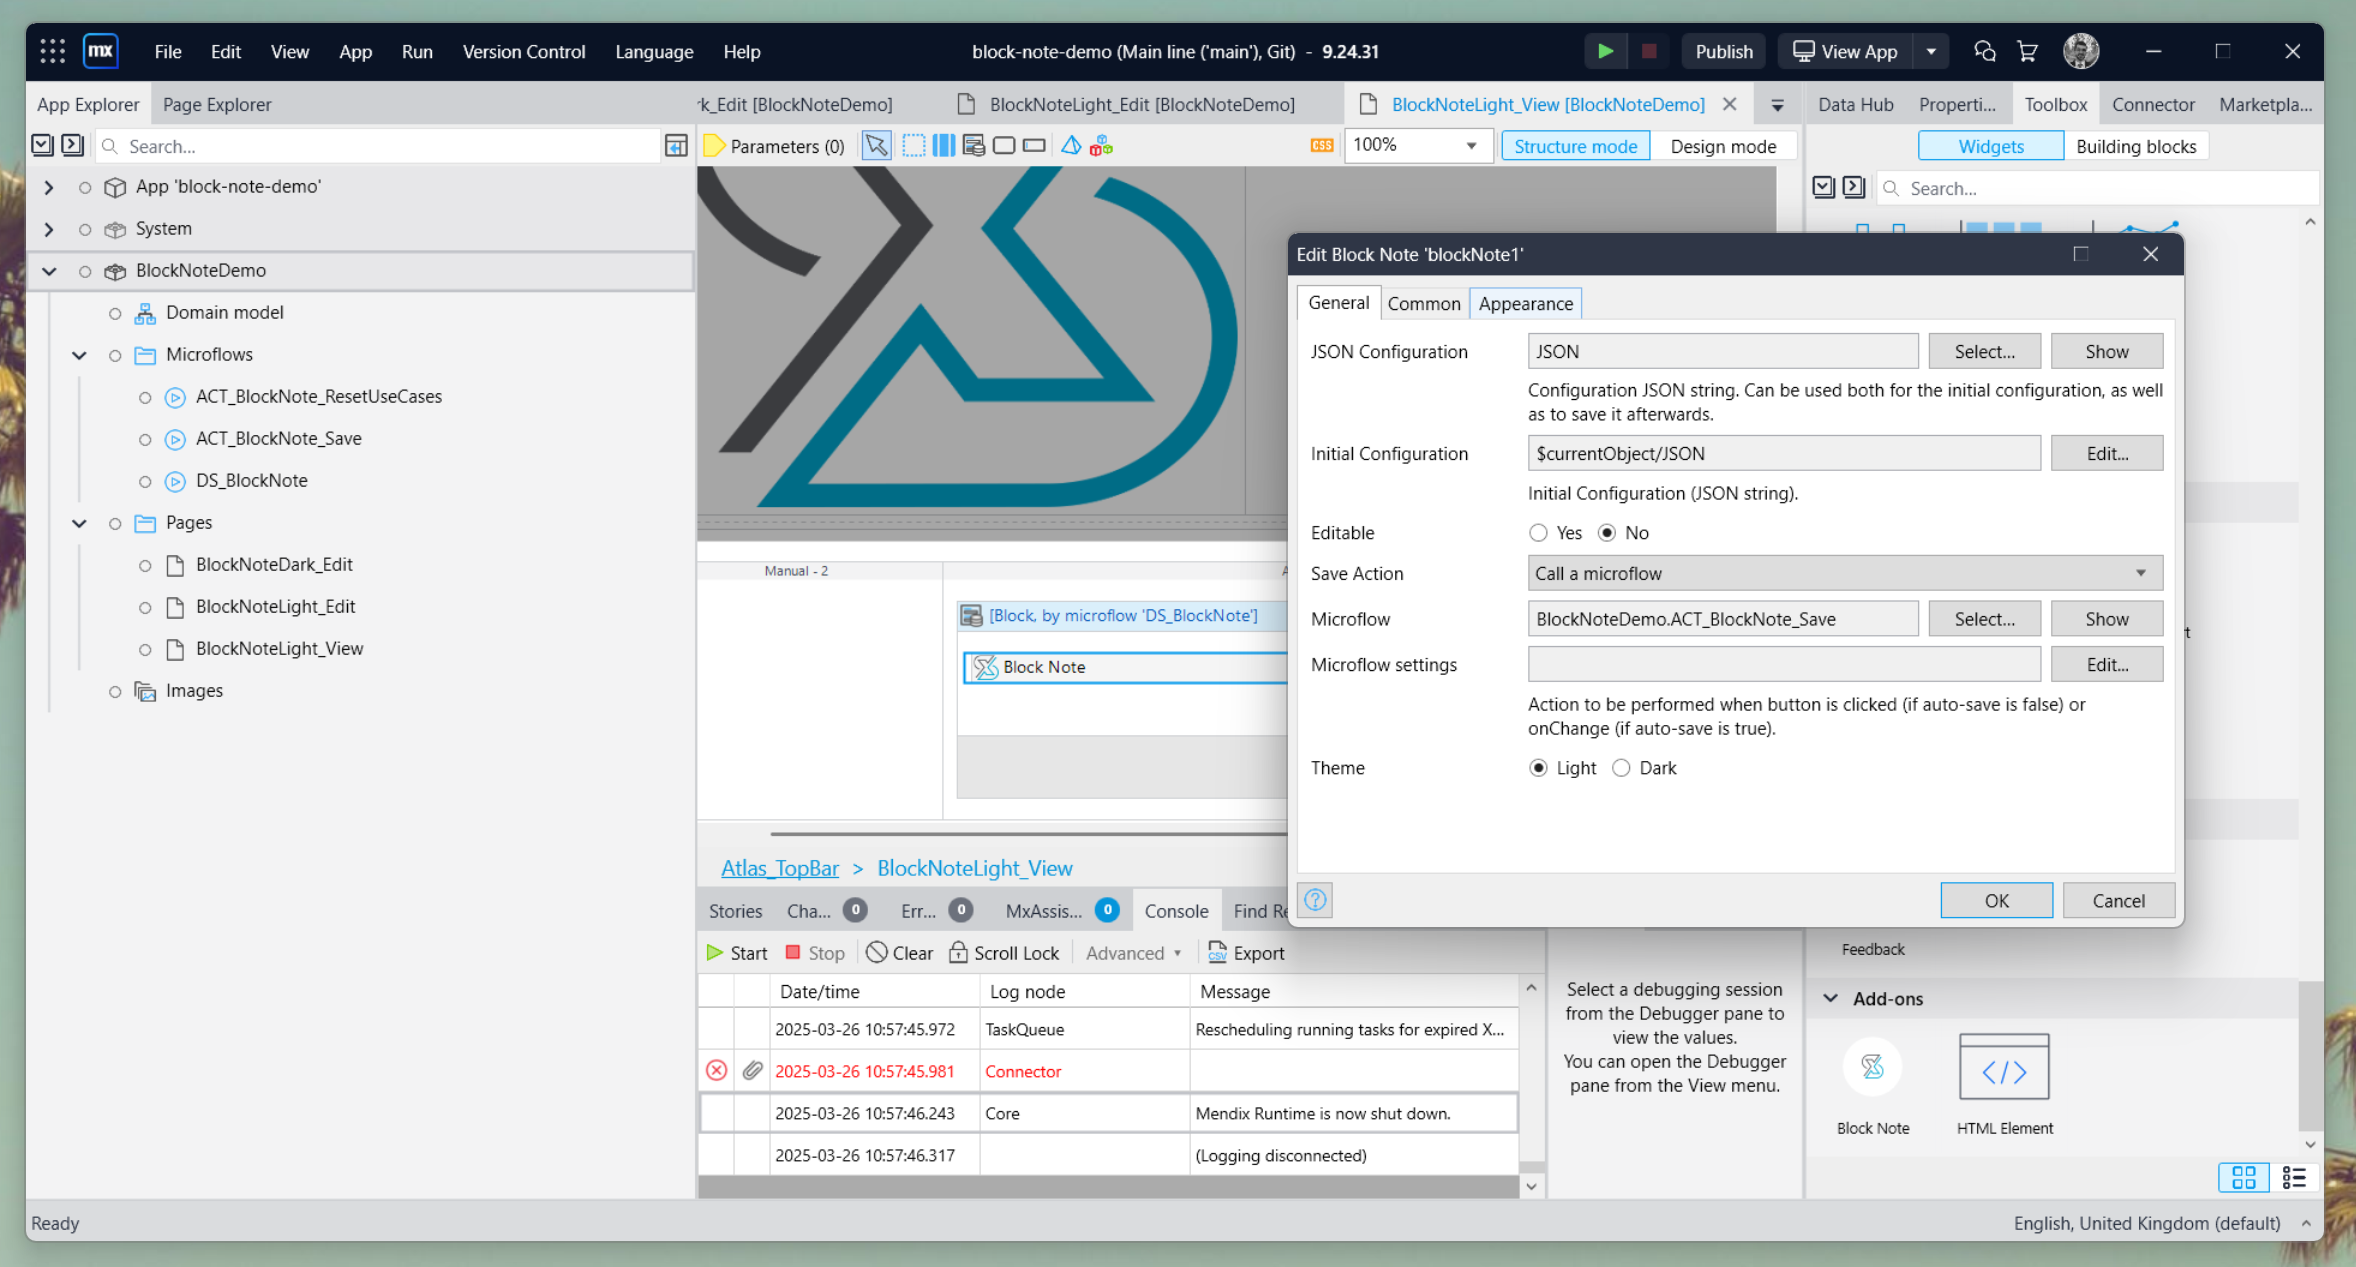 mx File Edit View App Run Version Control Language Help block-note-demo (Main line ('main'), Git) - 9.24.31 Publish View App
App Explorer Page Explorer
rk_Edit [BlockNoteDemo] BlockNoteLight_Edit [BlockNoteDemo] BlockNoteLight_View [BlockNoteDemo]
Data Hub Properti... Toolbox Connector Marketpla...
Search...
Parameters (0) CSS 100% Structure mode Design mode
Widgets Building blocks
Search...
App 'block-note-demo'
System
BlockNoteDemo
Domain model
Microflows
ACT_BlockNote_ResetUseCases
ACT_BlockNote_Save
DS_BlockNote
Pages
BlockNoteDark_Edit
BlockNoteLight_Edit
BlockNoteLight_View
Images
Manual - 2
[Block, by microflow 'DS_BlockNote']
Block Note
Atlas_TopBar > BlockNoteLight_View
Edit Block Note 'blockNote1'
General Common Appearance
JSON Configuration JSON Select... Show
Configuration JSON string. Can be used both for the initial configuration, as well
as to save it afterwards.
Initial Configuration $currentObject/JSON Edit...
Initial Configuration (JSON string).
Editable Yes No
Save Action Call a microflow
Microflow BlockNoteDemo.ACT_BlockNote_Save Select... Show
Microflow settings Edit...
Action to be performed when button is clicked (if auto-save is false) or
onChange (if auto-save is true).
Theme Light Dark
? OK Cancel
Stories Cha... 0 Err... 0 MxAssis... 0 Console Find Re
Start Stop Clear Scroll Lock Advanced CSV Export
Date/time Log node Message
2025-03-26 10:57:45.972 TaskQueue Rescheduling running tasks for expired X...
2025-03-26 10:57:45.981 Connector
2025-03-26 10:57:46.243 Core Mendix Runtime is now shut down.
2025-03-26 10:57:46.317 (Logging disconnected)
Select a debugging session
from the Debugger pane to
view the values.
You can open the Debugger
pane from the View menu.
Feedback
Add-ons
Block Note HTML Element
Ready
English, United Kingdom (default)